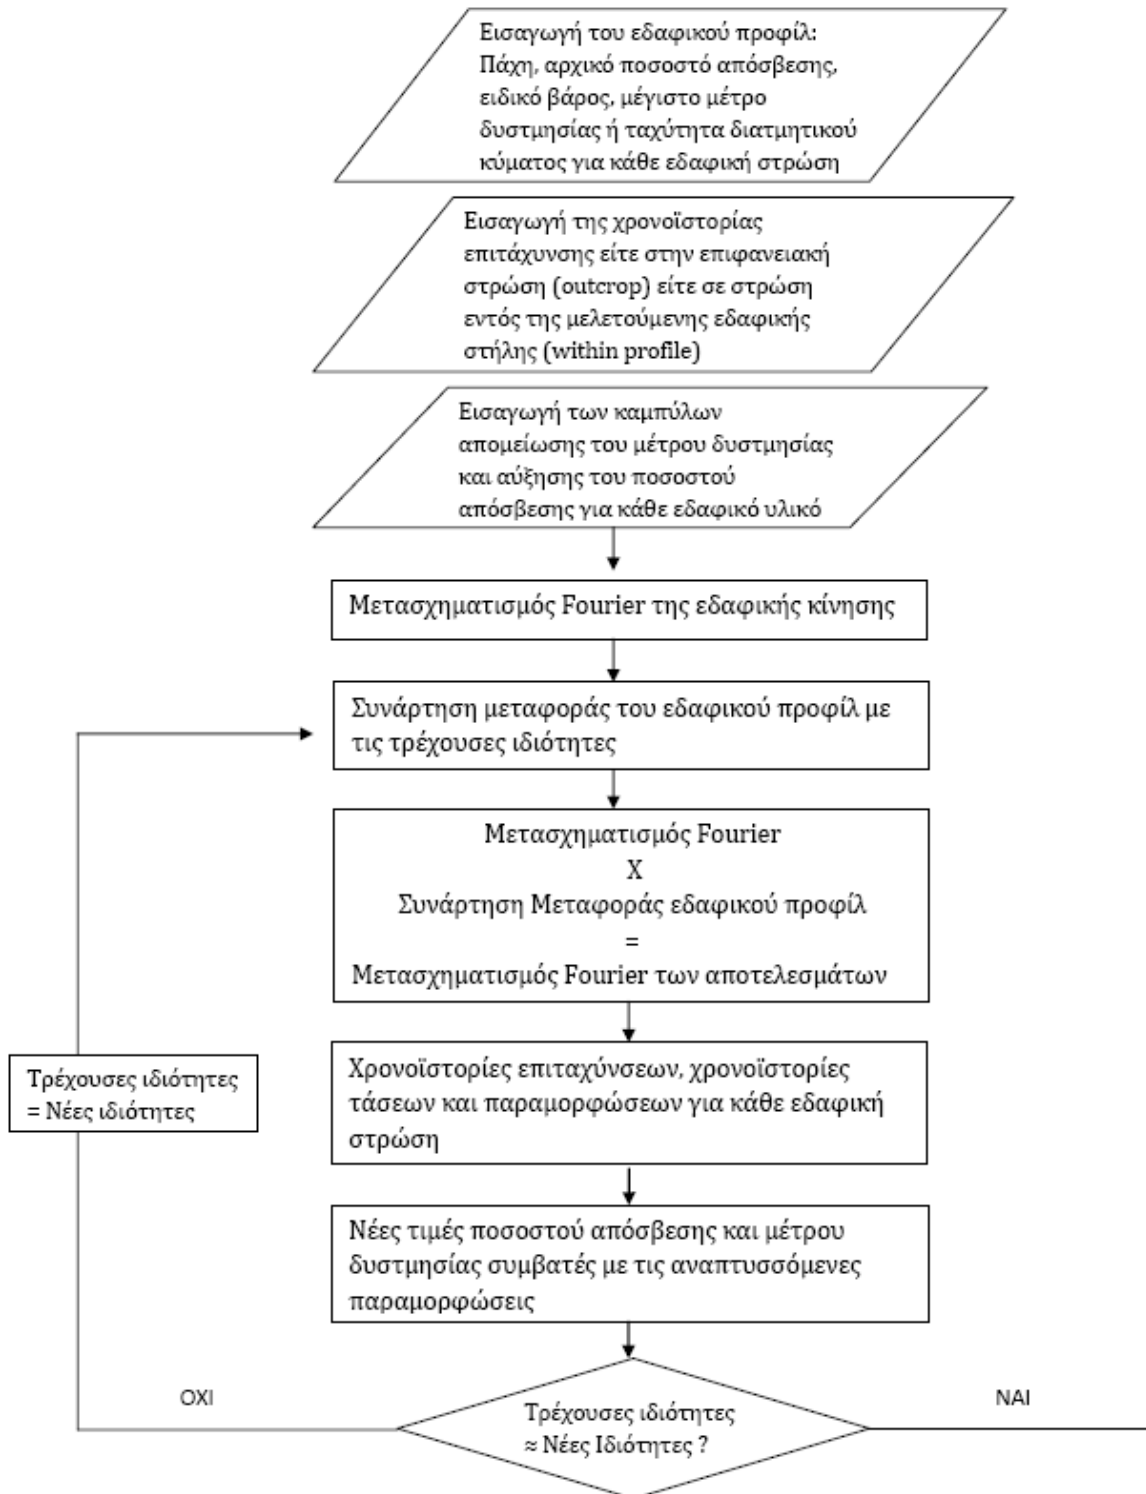 Εισαγωγή του εδαφικού προφίλ:
Πάχη, αρχικό ποσοστό απόσβεσης,
ειδικό βάρος, μέγιστο μέτρο
δυστμησίας ή ταχύτητα διατμητικού
κύματος για κάθε εδαφική στρώση
Εισαγωγή της χρονοϊστορίας
επιτάχυνσης είτε στην επιφανειακή
στρώση (outcrop) είτε σε στρώση
εντός της μελετούμενης εδαφικής
στήλης (within profile)
Εισαγωγή των καμπύλων
απομείωσης του μέτρου δυστμησίας
και αύξησης του ποσοστού
απόσβεσης για κάθε εδαφικό υλικό
Μετασχηματισμός Fourier της εδαφικής κίνησης
Συνάρτηση μεταφοράς του εδαφικού προφίλ με
τις τρέχουσες ιδιότητες
Μετασχηματισμός Fourier
Χ
Συνάρτηση Μεταφοράς εδαφικού προφίλ
=
Μετασχηματισμός Fourier των αποτελεσμάτων
Χρονοϊστορίες επιταχύνσεων, χρονοϊστορίες
τάσεων και παραμορφώσεων για κάθε εδαφική
στρώση
Τρέχουσες ιδιότητες
= Νέες ιδιότητες
Νέες τιμές ποσοστού απόσβεσης και μέτρου
δυστμησίας συμβατές με τις αναπτυσσόμενες
παραμορφώσεις
ΟΧΙ
ΝΑΙ
Τρέχουσες ιδιότητες
≈ Νέες Ιδιότητες ?